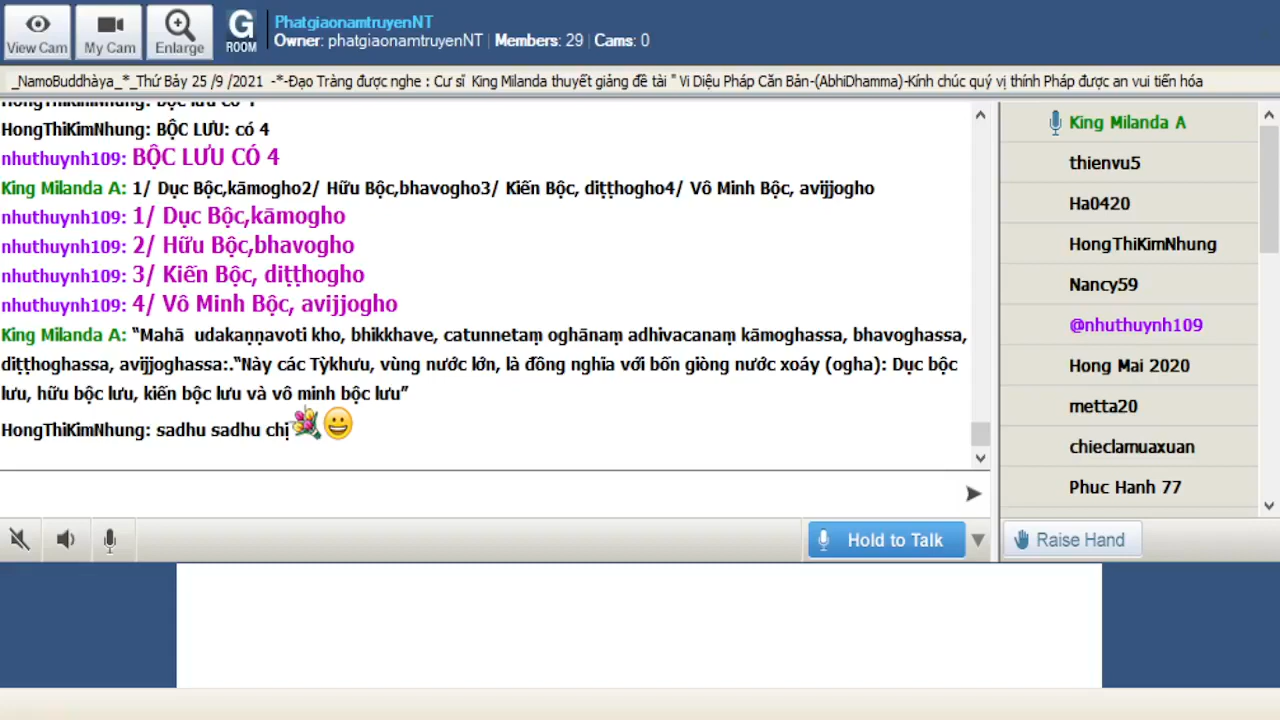 View Cam
My Cam
Enlarge
G
ROOM
PhatgiaonamtruyenNT
Owner: phatgiaonamtruyenNT | Members: 29 | Cams: 0
_NamoBuddhàya_*_Thứ Bảy 25 /9 /2021 -*-Đạo Tràng được nghe : Cư sĩ King Milanda thuyết giảng đề tài " Vi Diệu Pháp Căn Bản-(AbhiDhamma)-Kính chúc quý vị thính Pháp được an vui tiến hóa
HongThiKimNhung: BỘC LƯU: có 4
nhuthuynh109: BỘC LƯU CÓ 4
King Milanda A: 1/ Dục Bộc,kāmogho2/ Hữu Bộc,bhavogho3/ Kiến Bộc, diṭṭhogho4/ Vô Minh Bộc, avijjogho
nhuthuynh109: 1/ Dục Bộc,kāmogho
nhuthuynh109: 2/ Hữu Bộc,bhavogho
nhuthuynh109: 3/ Kiến Bộc, diṭṭhogho
nhuthuynh109: 4/ Vô Minh Bộc, avijjogho
King Milanda A: “Mahā udakaṇṇavoti kho, bhikkhave, catunnetaṃ oghānaṃ adhivacanaṃ kāmoghassa, bhavoghassa,
diṭṭhoghassa, avijjoghassa:.“Này các Tỳkhưu, vùng nước lớn, là đồng nghĩa với bốn giòng nước xoáy (ogha): Dục bộc
lưu, hữu bộc lưu, kiến bộc lưu và vô minh bộc lưu”
HongThiKimNhung: sadhu sadhu chị
King Milanda A
thienvu5
Ha0420
HongThiKimNhung
Nancy59
@nhuthuynh109
Hong Mai 2020
metta20
chieclamuaxuan
Phuc Hanh 77
Hold to Talk
Raise Hand